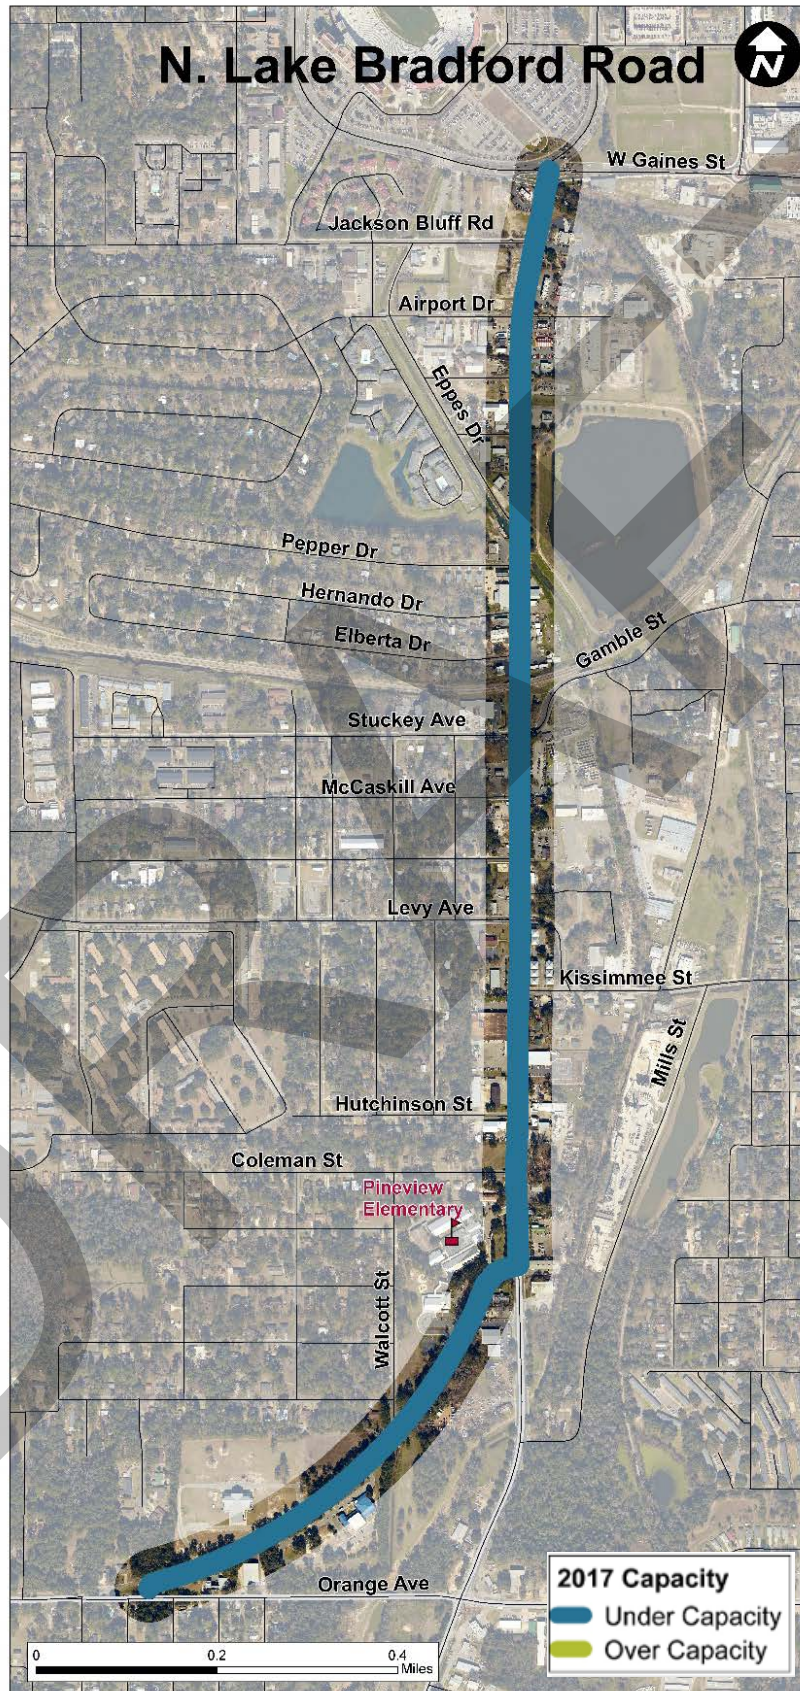 N. Lake Bradford Road
N
W Gaines St
Jackson Bluff Rd
Airport Dr
Eppes Dr
Pepper Dr
Hernando Dr
Elberta Dr
Gamble St
Stuckey Ave
McCaskill Ave
Levy Ave
Kissimmee St
Mills St
Hutchinson St
Coleman St
Pineview
Elementary
Walcott St
Orange Ave
2017 Capacity
Under Capacity
Over Capacity
0 0.2 0.4
Miles
DRAFT